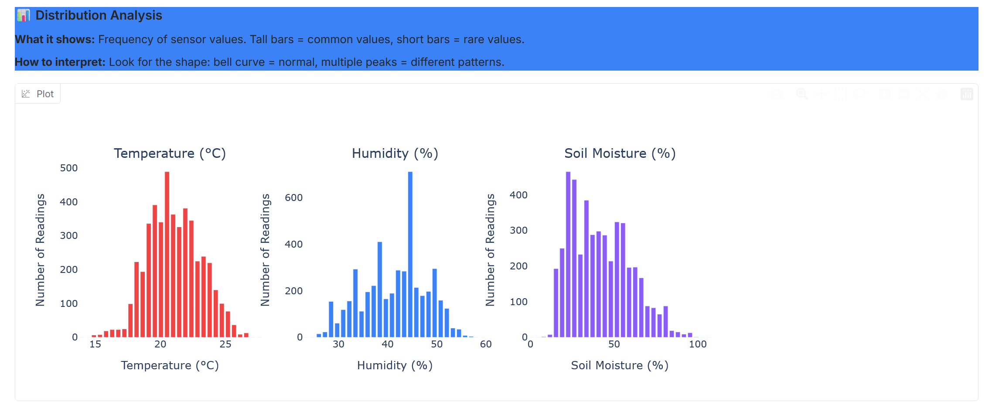 Distribution Analysis
What it shows: Frequency of sensor values. Tall bars = common values, short bars = rare values.
How to interpret: Look for the shape: bell curve = normal, multiple peaks = different patterns.
Plot
Temperature (°C)
500
400
300
200
100
0
Number of Readings
15 20 25
Temperature (°C)
Humidity (%)
600
400
200
0
Number of Readings
30 40 50 60
Humidity (%)
Soil Moisture (%)
400
300
200
100
0
Number of Readings
0 50 100
Soil Moisture (%)